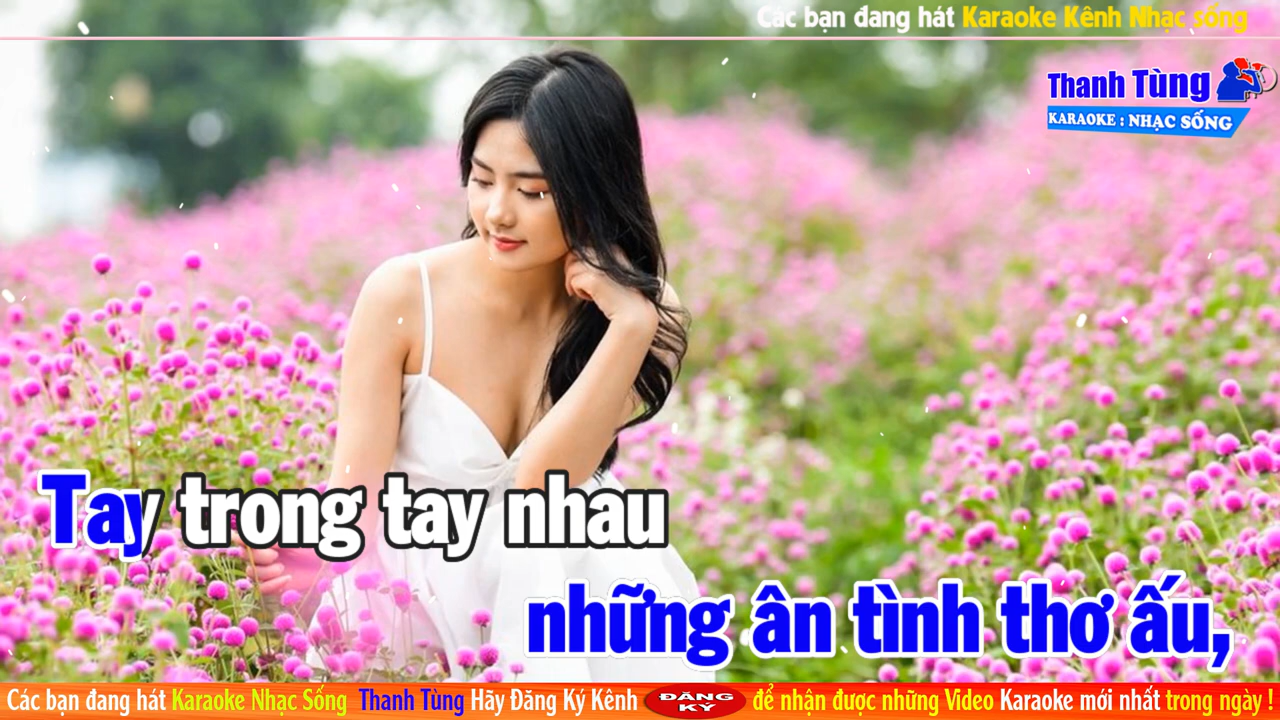 Các bạn đang hát Karaoke Kênh Nhạc sống
Thanh Tùng
KARAOKE : NHẠC SỐNG
Tay trong tay nhau
những ân tình thơ ấu,
Các bạn đang hát Karaoke Nhạc Sống Thanh Tùng Hãy Đăng Ký Kênh ĐĂNG KÝ để nhận được những Video Karaoke mới nhất trong ngày !